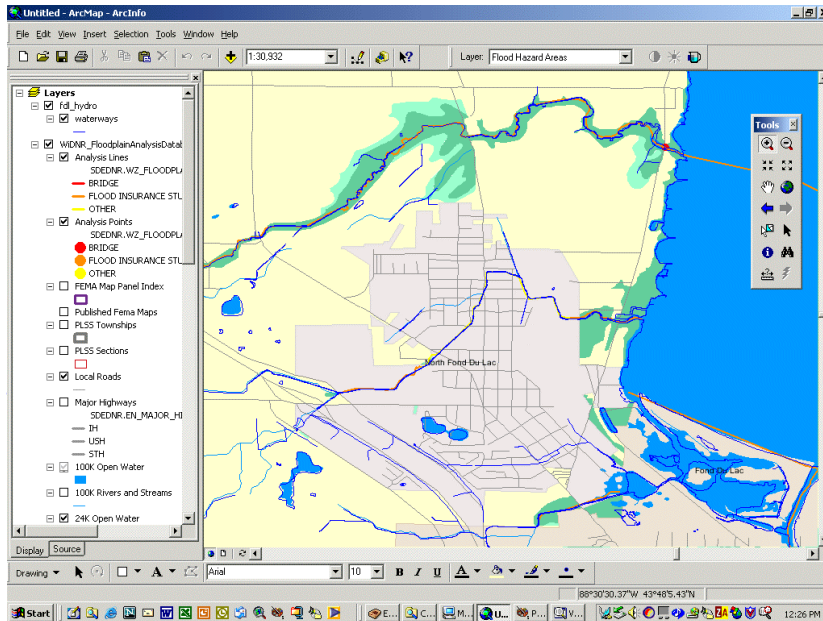 Untitled - ArcMap - ArcInfo
File Edit View Insert Selection Tools Window Help
1:30,932
Layer: Flood Hazard Areas
Layers
fdl_hydro
waterways
WiDNR_FloodplainAnalysisDatab
Analysis Lines
SDEDNR.WZ_FLOODPLA
BRIDGE
FLOOD INSURANCE STU
OTHER
Analysis Points
SDEDNR.WZ_FLOODPLA
BRIDGE
FLOOD INSURANCE STU
OTHER
FEMA Map Panel Index
Published Fema Maps
PLSS Townships
PLSS Sections
Local Roads
Major Highways
SDEDNR.EN_MAJOR_HI
IH
USH
STH
100K Open Water
100K Rivers and Streams
24K Open Water
Display Source
Tools
North Fond Du Lac
Fond Du Lac
Drawing
A
Arial
10
B I U A
88°30'30.37"W 43°48'5.43"N
Start
E...
C...
M...
U...
P...
V...
12:26 PM